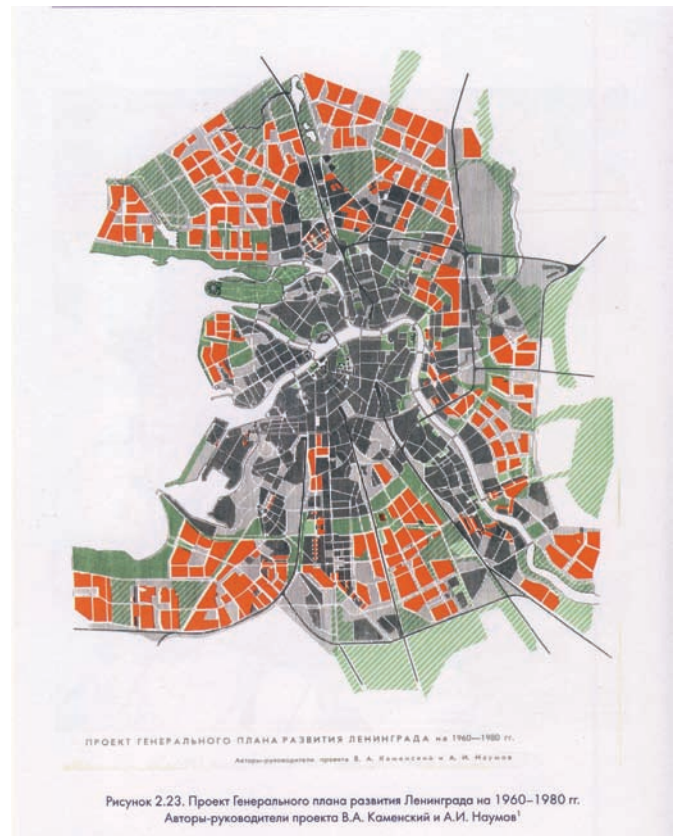 ПРОЕКТ ГЕНЕРАЛЬНОГО ПЛАНА РАЗВИТИЯ ЛЕНИНГРАДА на 1960—1980 гг.
Авторы-руководители проекта В. А. Каменский и А. И. Наумов
Рисунок 2.23. Проект Генерального плана развития Ленинграда на 1960–1980 гг.
Авторы-руководители проекта В.А. Каменский и А.И. Наумов¹